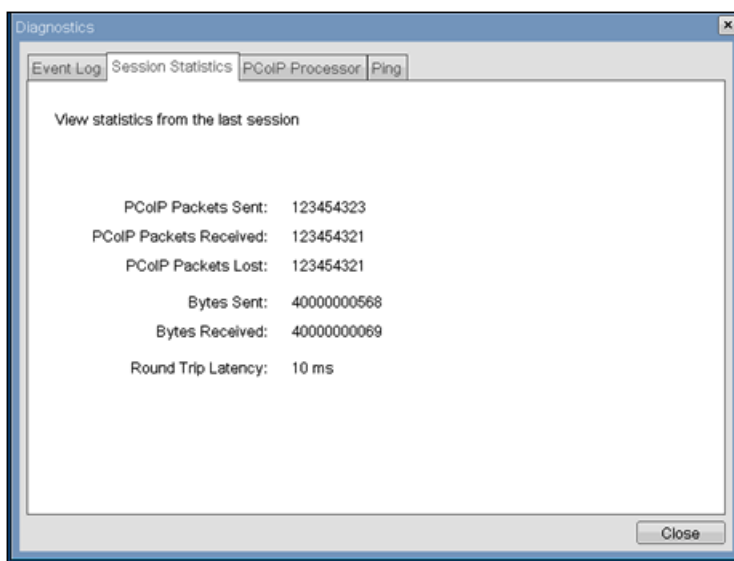 Diagnostics
Event Log Session Statistics PCoIP Processor Ping
View statistics from the last session
PCoIP Packets Sent: 123454323
PCoIP Packets Received: 123454321
PCoIP Packets Lost: 123454321
Bytes Sent: 40000000568
Bytes Received: 40000000069
Round Trip Latency: 10 ms
Close